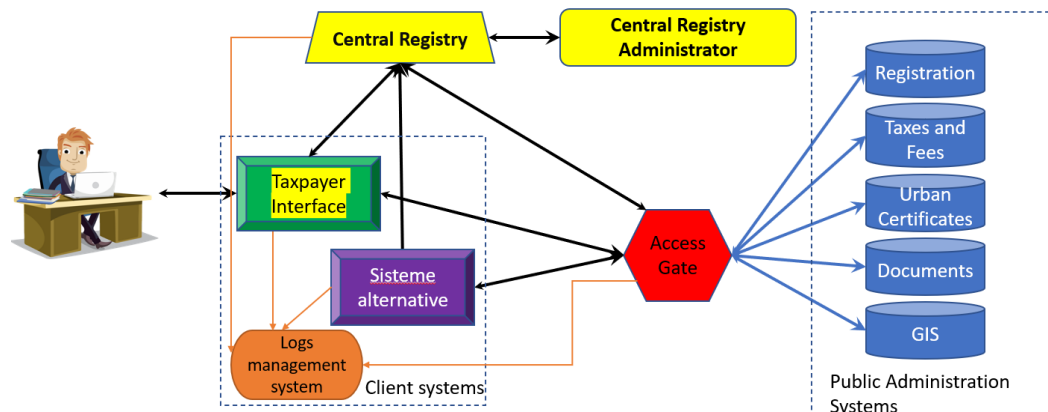 Central Registry
Central Registry
Administrator
Registration
Taxes and
Fees
Urban
Certificates
Documents
GIS
Public Administration
Systems
Taxpayer
Interface
Access
Gate
Sisteme
alternative
Logs
management
system
Client systems